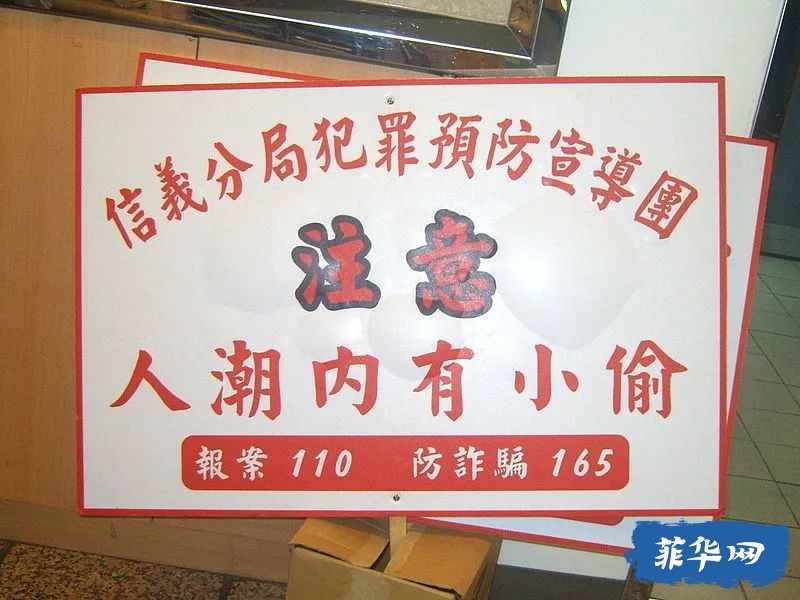 信義分局犯罪預防宣導團
注意
人潮內有小偷
報案 110 防詐騙 165
菲华网